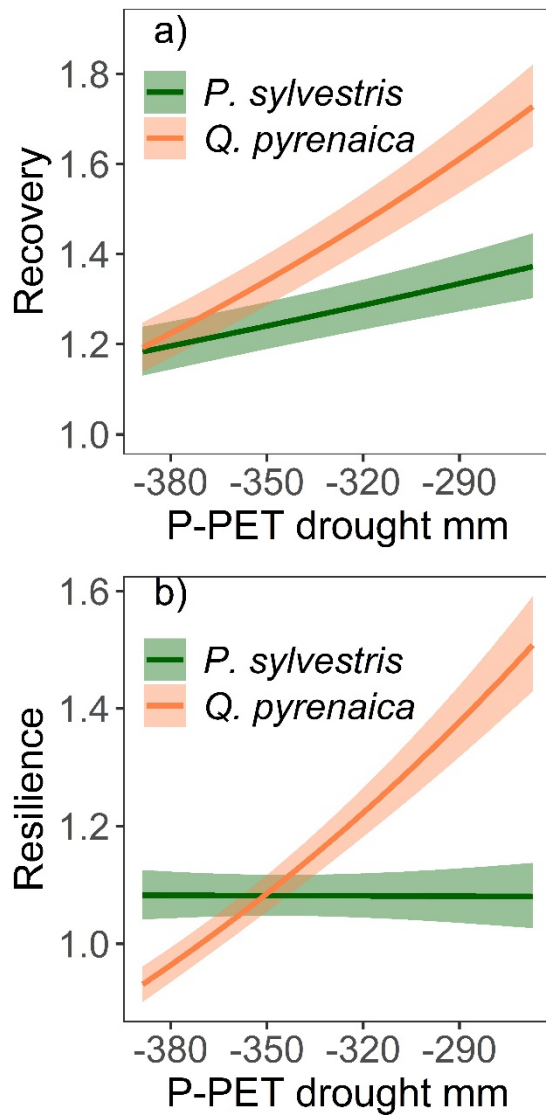 a)
P. sylvestris
Q. pyrenaica
Recovery
1.8
1.6
1.4
1.2
1.0
-380 -350 -320 -290
P-PET drought mm
b)
P. sylvestris
Q. pyrenaica
Resilience
1.6
1.4
1.2
1.0
-380 -350 -320 -290
P-PET drought mm